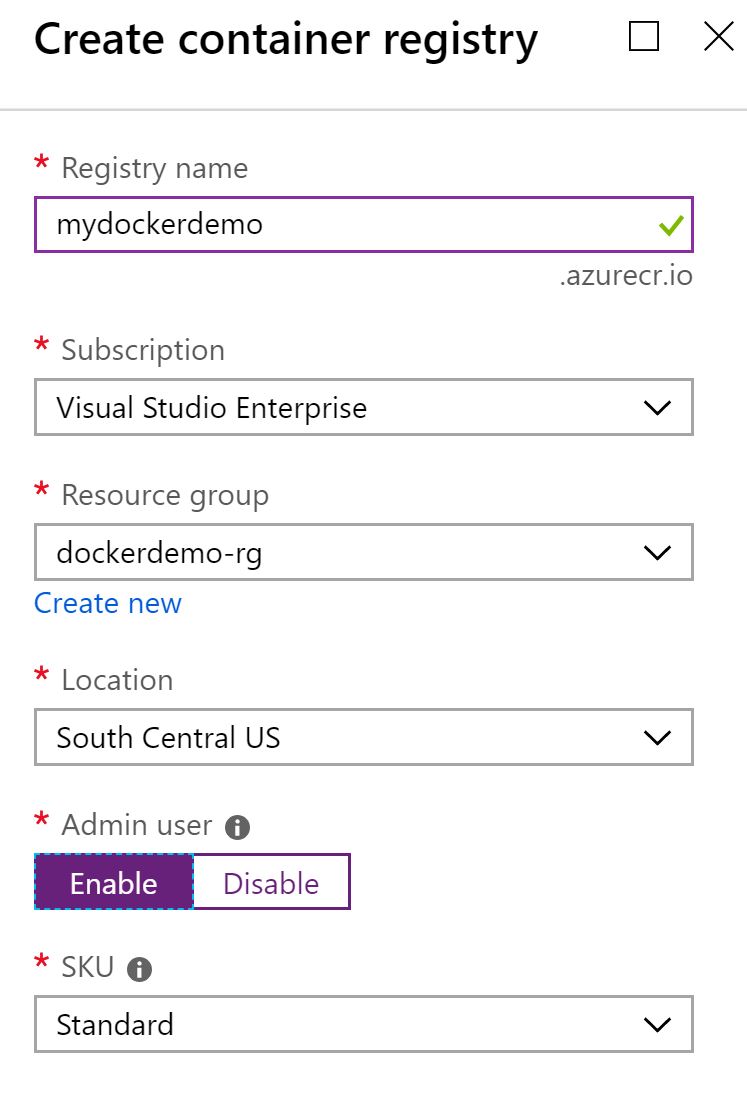 Create container registry
* Registry name
mydockerdemo
.azurecr.io
* Subscription
Visual Studio Enterprise
* Resource group
dockerdemo-rg
Create new
* Location
South Central US
* Admin user
Enable Disable
* SKU
Standard